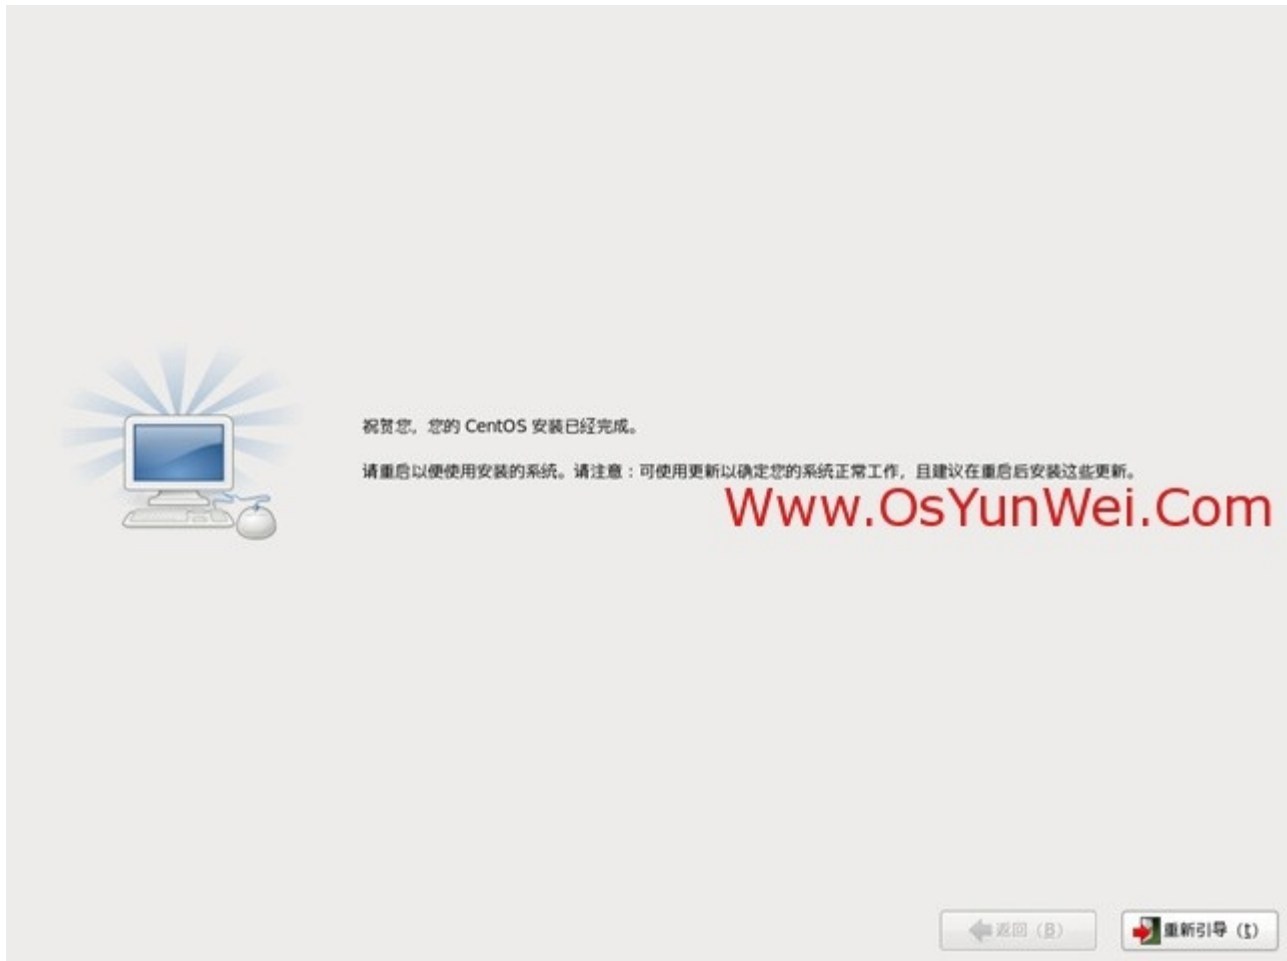 祝贺您，您的 CentOS 安装已经完成。
请重启以便使用安装的系统。请注意：可使用更新以确定您的系统正常工作，且建议在重启后安装这些更新。
Www.OsYunWei.Com
返回（B）
重新引导（t）